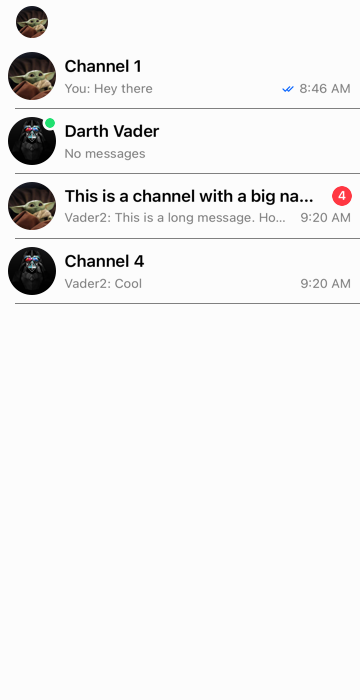 Channel 1
You: Hey there 8:46 AM
Darth Vader
No messages
This is a channel with a big na... 4
Vader2: This is a long message. Ho... 9:20 AM
Channel 4
Vader2: Cool 9:20 AM